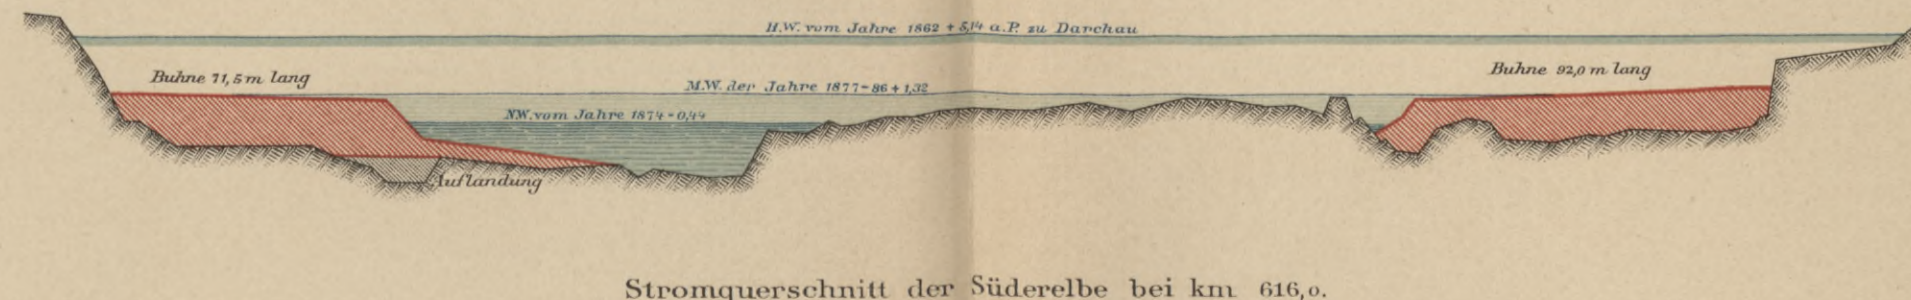 H.W. vom Jahre 1862 + 5,14 a.P. zu Darchau
Buhne 71,5 m lang
Buhne 92,0 m lang
M.W. der Jahre 1877-86 + 1,32
N.W. vom Jahre 1874 - 0,44
Auflandung
Stromquerschnitt der Süderelbe bei km 616,0.